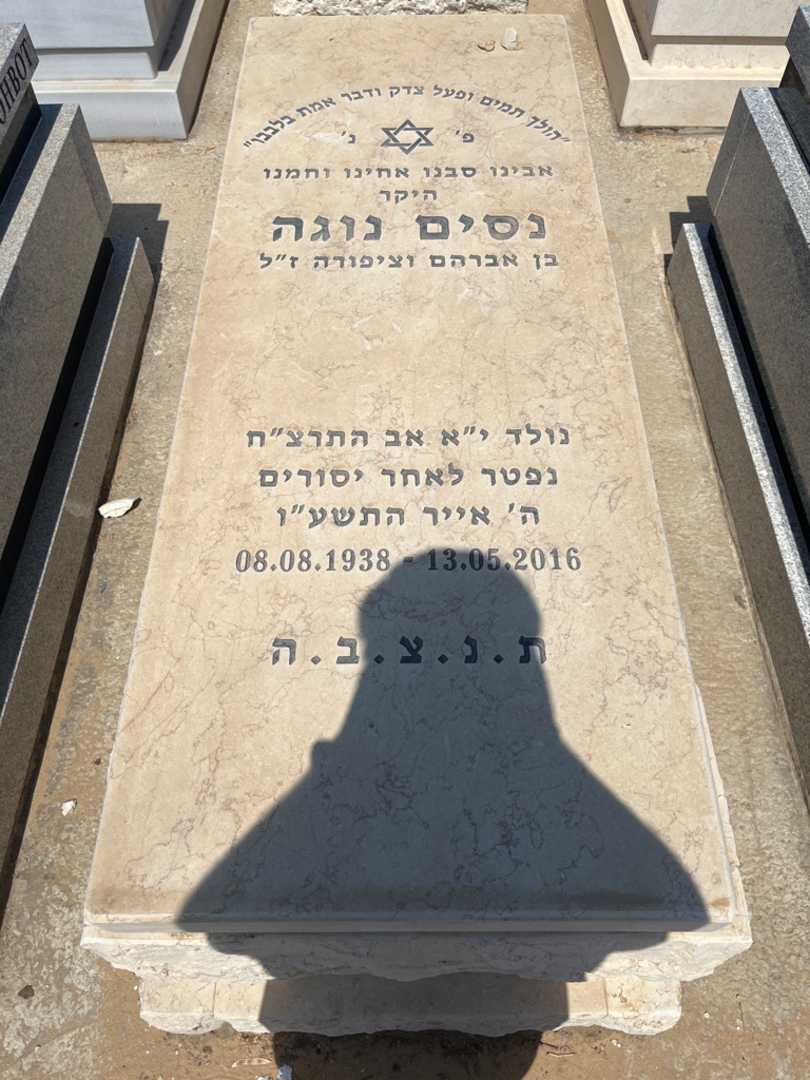 "הולך תמים ופעל צדק ודבר אמת בלבבו"
פ' נ'
אבינו סבנו אחינו וחמנו
היקר
נסים נוגה
בן אברהם וציפורה ז"ל
נולד י"א אב התרצ"ח
נפטר לאחר יסורים
ה' אייר התשע"ו
08.08.1938 - 13.05.2016
ת.נ.צ.ב.ה